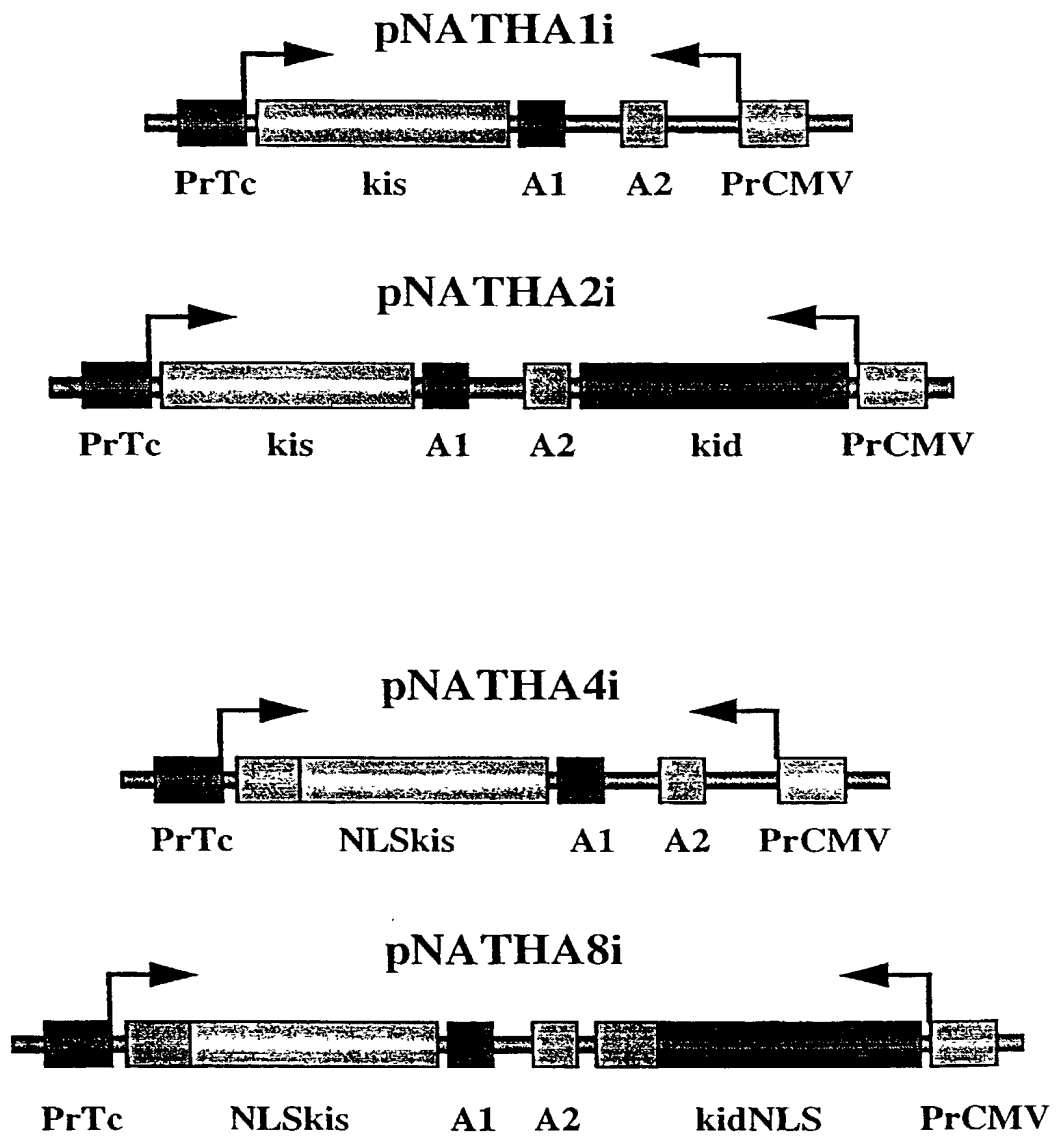 pNATHA1i
PrTc kis A1 A2 PrCMV
pNATHA2i
PrTc kis A1 A2 kid PrCMV
pNATHA4i
PrTc NLSkis A1 A2 PrCMV
pNATHA8i
PrTc NLSkis A1 A2 kidNLS PrCMV